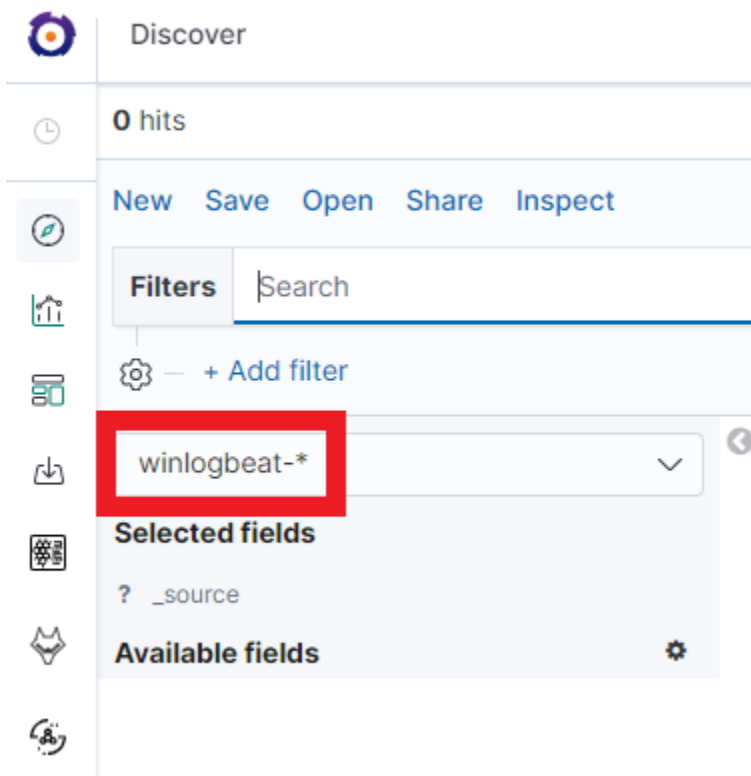 Discover
0 hits
New Save Open Share Inspect
Filters Search
+ Add filter
winlogbeat-*
Selected fields
? _source
Available fields